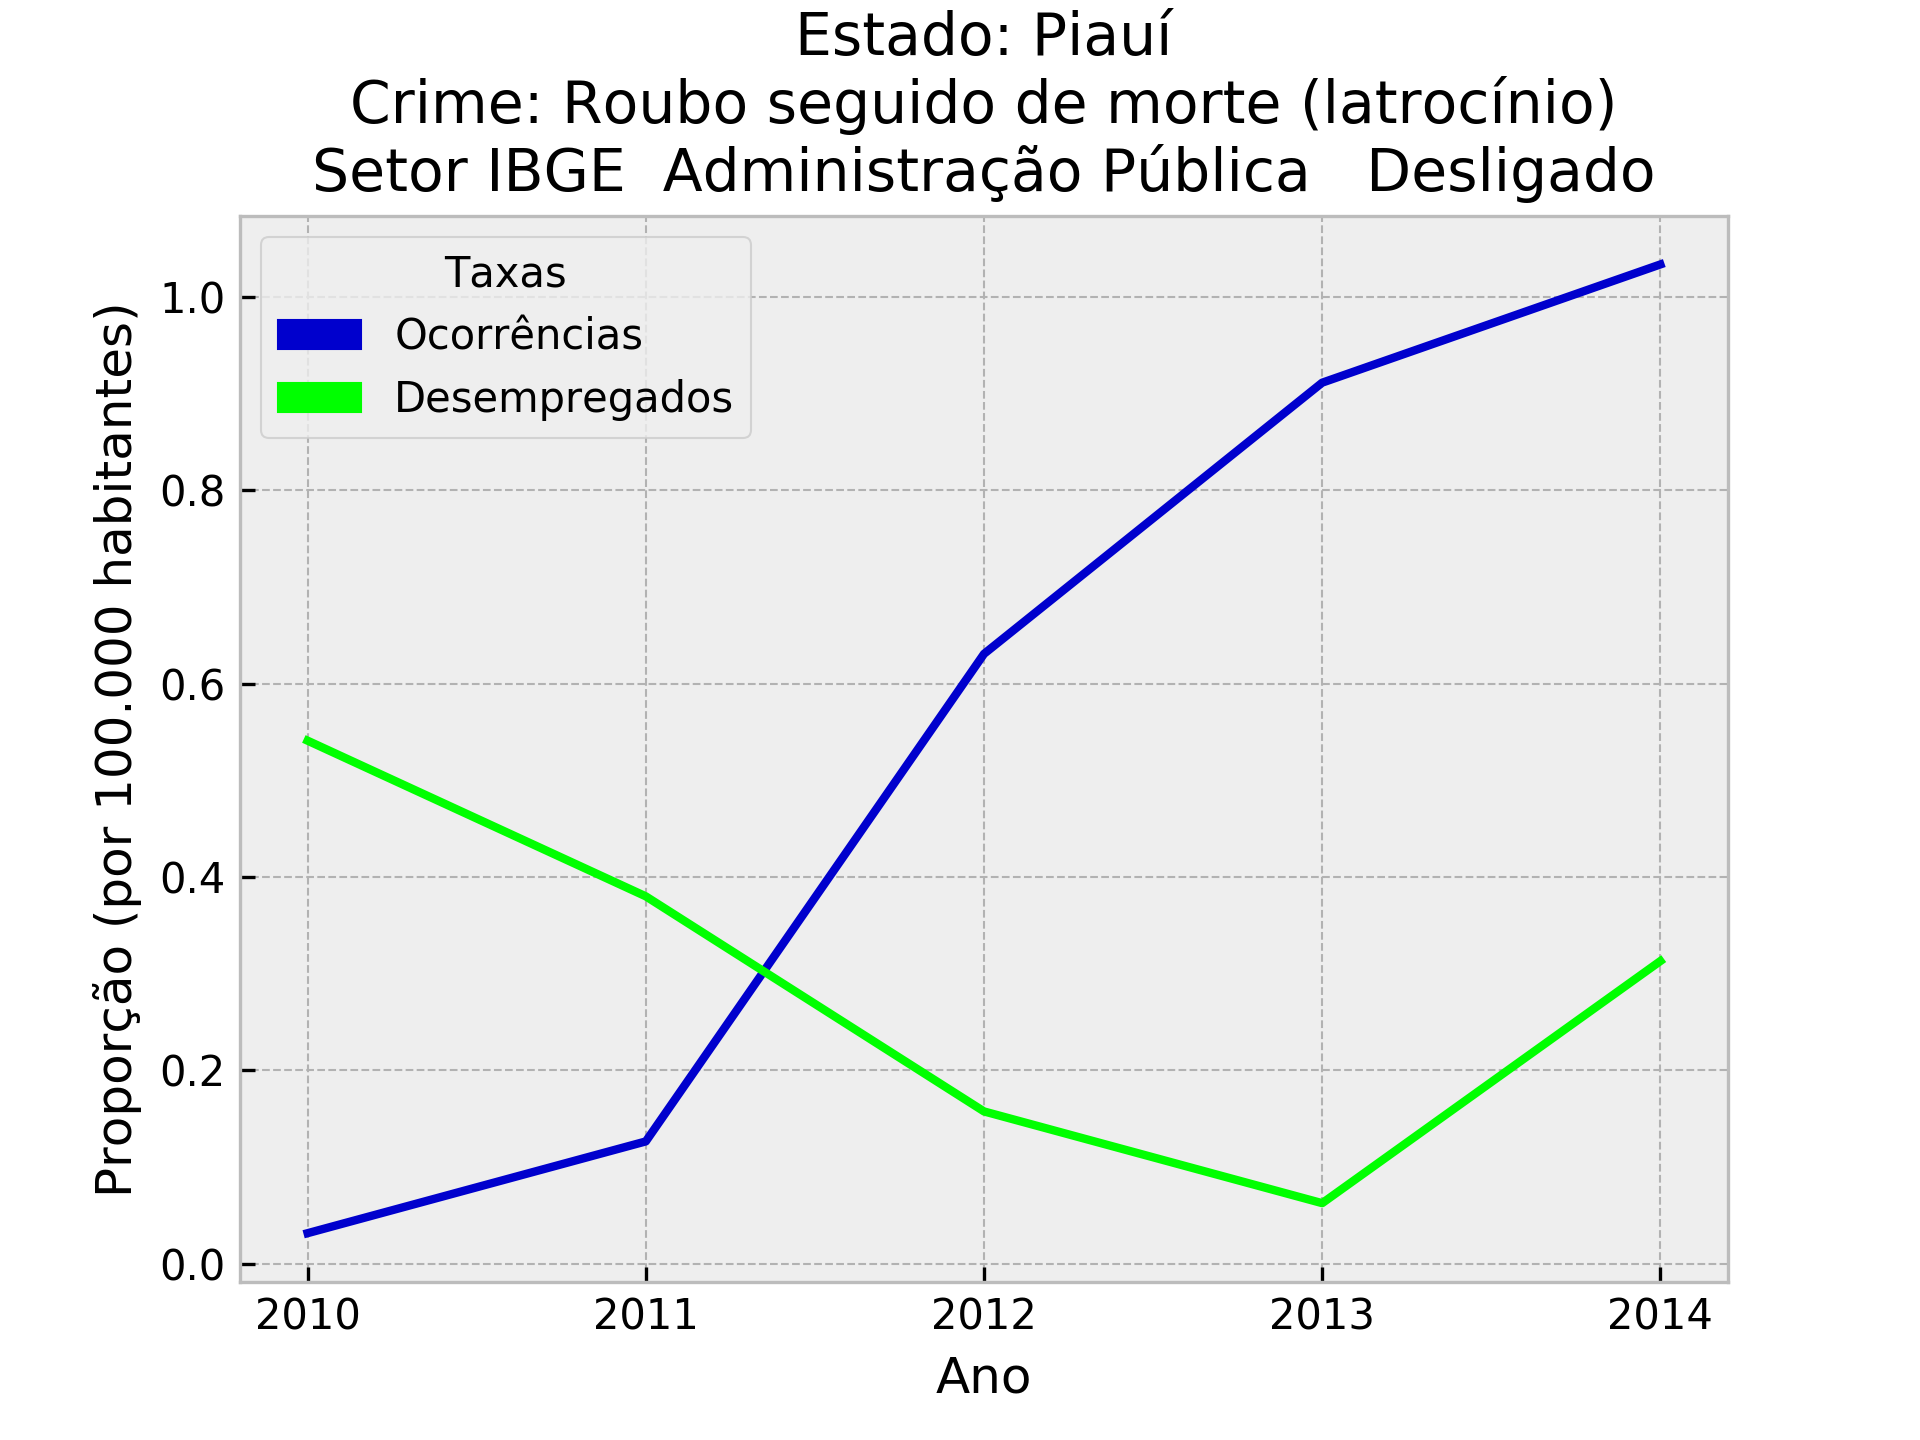 Estado: Piauí
Crime: Roubo seguido de morte (latrocínio)
Setor IBGE  Administração Pública   Desligado
Taxas
Ocorrências
Desempregados
Proporção (por 100.000 habitantes)
1.0
0.8
0.6
0.4
0.2
0.0
2010 2011 2012 2013 2014
Ano